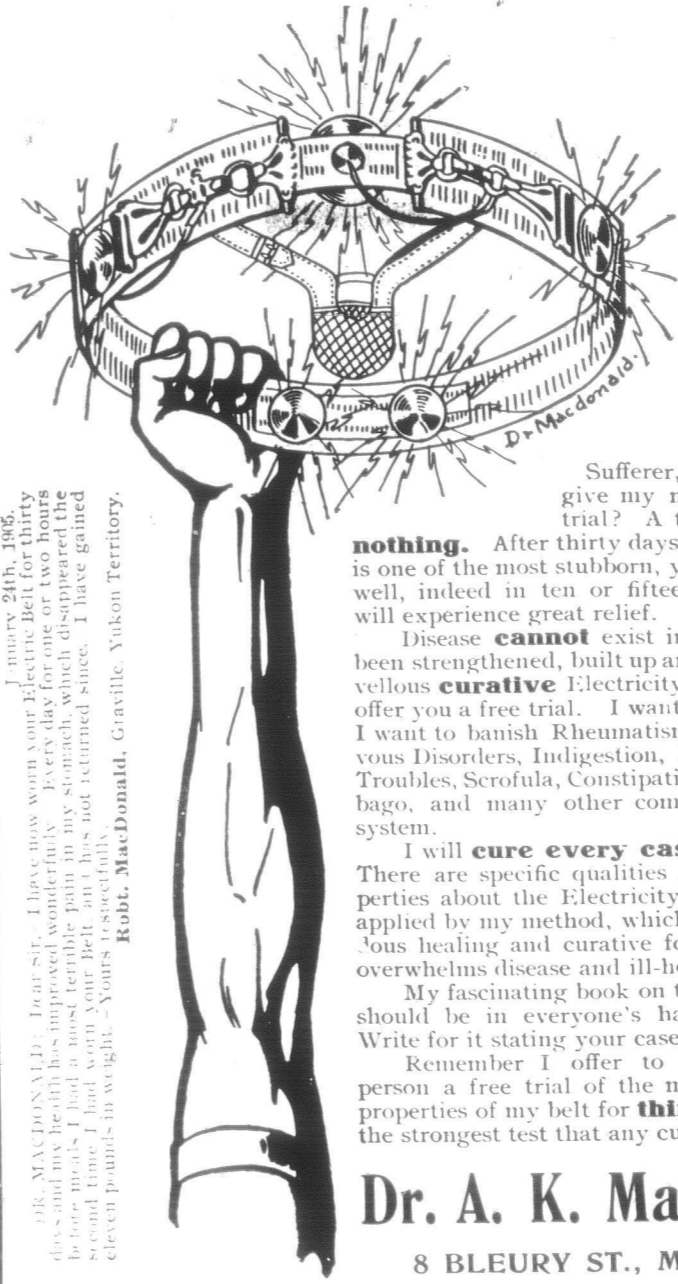 Dr Macdonald.
January 24th, 1905.
DR. MACDONALD: Dear Sir,- I have now worn your Electric Belt for thirty
days and my health has improved wonderfully. Every day for one or two hours
before meals I had a most terrible pain in my stomach, which disappeared the
second time I had worn your Belt, and has not returned since. I have gained
eleven pounds in weight.-Yours respectfully,
Robt. MacDonald, Graville, Yukon Territory.
Sufferer,
give my m
trial? A t
nothing. After thirty days
is one of the most stubborn, y
well, indeed in ten or fiftee
will experience great relief.
Disease cannot exist in
been strengthened, built up a
vellous curative Electricity
offer you a free trial. I want
I want to banish Rheumatism
vous Disorders, Indigestion,
Troubles, Scrofula, Constipati
bago, and many other com
system.
I will cure every cas
There are specific qualities
perties about the Electricity
applied by my method, which
lous healing and curative fo
overwhelms disease and ill-he
My fascinating book on t
should be in everyone's ha
Write for it stating your case
Remember I offer to
person a free trial of the m
properties of my belt for thi
the strongest test that any cu
Dr. A. K. Ma
8 BLEURY ST., M